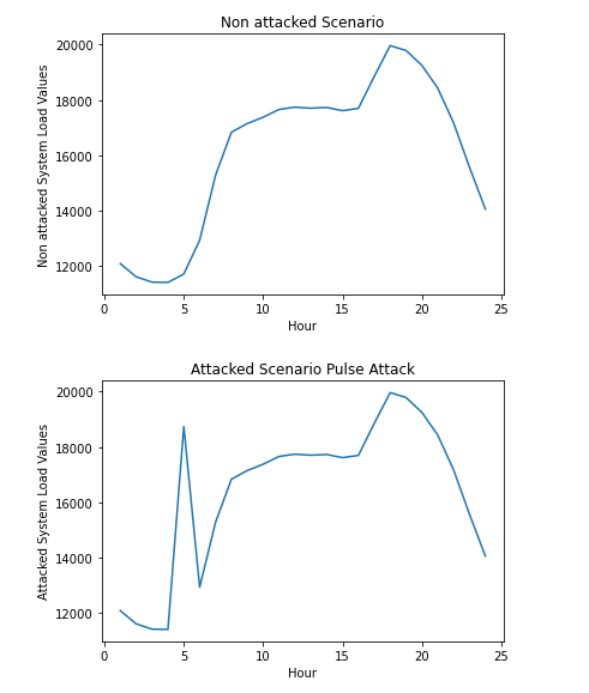 Non attacked Scenario
Non attacked System Load Values
20000
18000
16000
14000
12000
0 5 10 15 20 25
Hour
Attacked Scenario Pulse Attack
Attacked System Load Values
20000
18000
16000
14000
12000
0 5 10 15 20 25
Hour